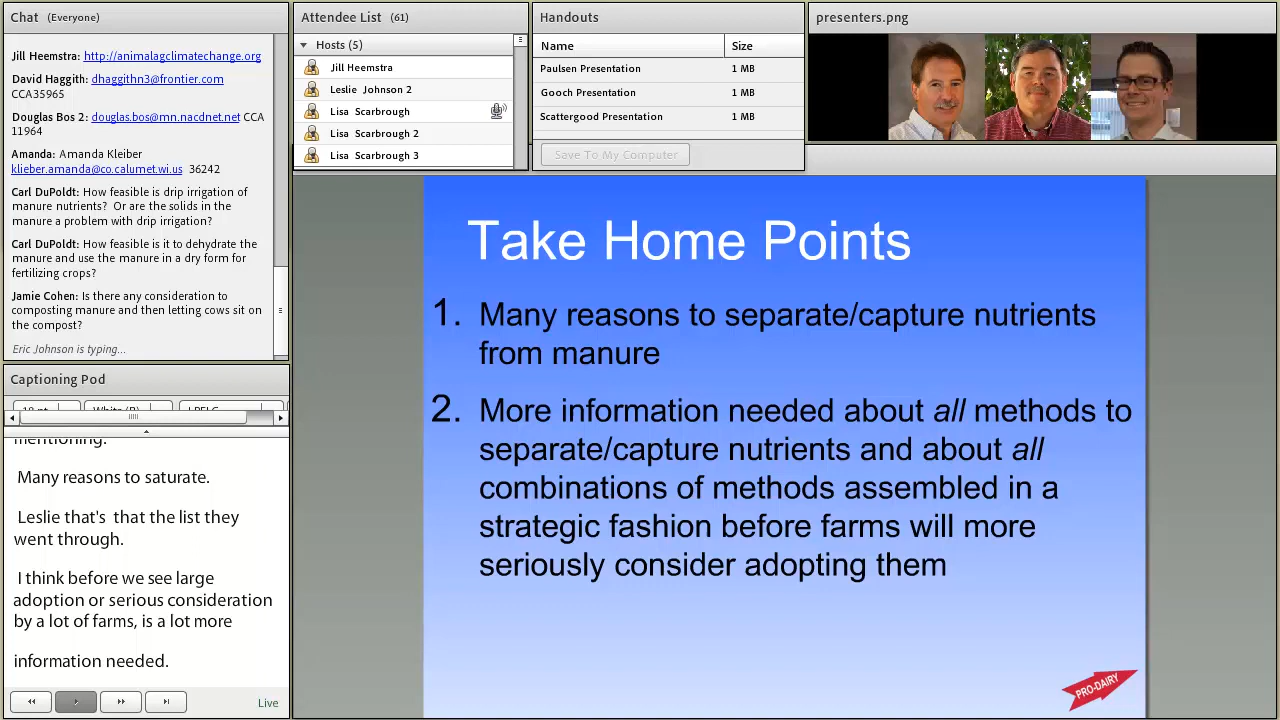 Chat (Everyone)
Jill Heemstra: http://animalagclimatechange.org
David Haggith: dhaggithn3@frontier.com
CCA35965
Douglas Bos 2: douglas.bos@mn.nacdnet.net CCA
11964
Amanda: Amanda Kleiber
klieber.amanda@co.calumet.wi.us 36242
Carl DuPoldt: How feasible is drip irrigation of
manure nutrients? Or are the solids in the
manure a problem with drip irrigation?
Carl DuPoldt: How feasible is it to dehydrate the
manure and use the manure in a dry form for
fertilizing crops?
Jamie Cohen: Is there any consideration to
composting manure and then letting cows sit on
the compost?
Eric Johnson is typing...
Attendee List (61)
Hosts (5)
Jill Heemstra
Leslie Johnson 2
Lisa Scarbrough
Lisa Scarbrough 2
Lisa Scarbrough 3
Handouts
Name Size
Paulsen Presentation 1 MB
Gooch Presentation 1 MB
Scattergood Presentation 1 MB
Save To My Computer
presenters.png
Captioning Pod
mentioning.
Many reasons to saturate.
Leslie that's that the list they
went through.
I think before we see large
adoption or serious consideration
by a lot of farms, is a lot more
information needed.
Live
Take Home Points
1. Many reasons to separate/capture nutrients
from manure
2. More information needed about all methods to
separate/capture nutrients and about all
combinations of methods assembled in a
strategic fashion before farms will more
seriously consider adopting them
PRO-DAIRY